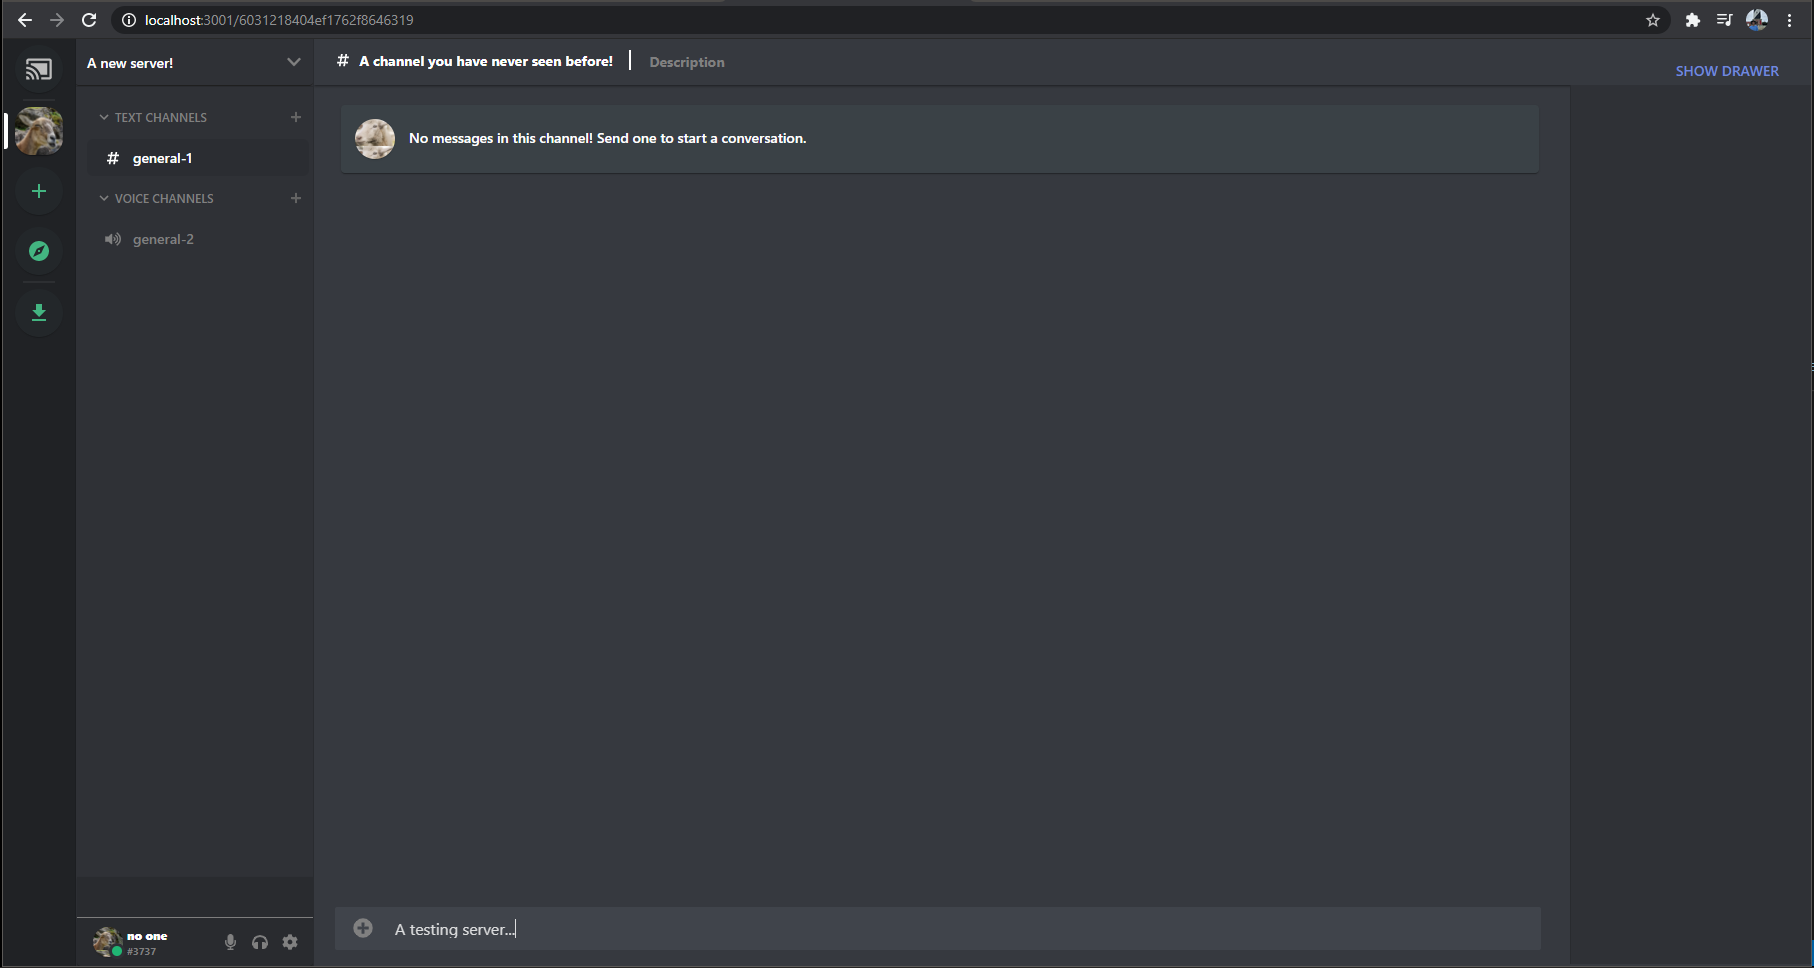 localhost:3001/6031218404ef1762f8646319
A new server!
# A channel you have never seen before!
Description
SHOW DRAWER
TEXT CHANNELS
# general-1
VOICE CHANNELS
general-2
No messages in this channel! Send one to start a conversation.
A testing server...
no one
#3737